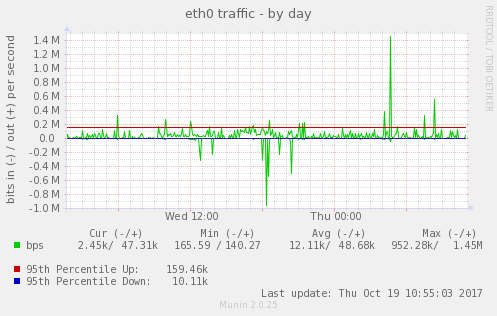 eth0 traffic - by day
RRDTOOL / TOBI OETIKER
bits in (-) / out (+) per second
1.4 M
1.2 M
1.0 M
0.8 M
0.6 M
0.4 M
0.2 M
0.0
-0.2 M
-0.4 M
-0.6 M
-0.8 M
-1.0 M
Wed 12:00 Thu 00:00
Cur (-/+) Min (-/+) Avg (-/+) Max (-/+)
bps 2.45k/ 47.31k 165.59 / 140.27 12.11k/ 48.68k 952.28k/ 1.45M
95th Percentile Up: 159.46k
95th Percentile Down: 10.11k
Last update: Thu Oct 19 10:55:03 2017
Munin 2.0.25